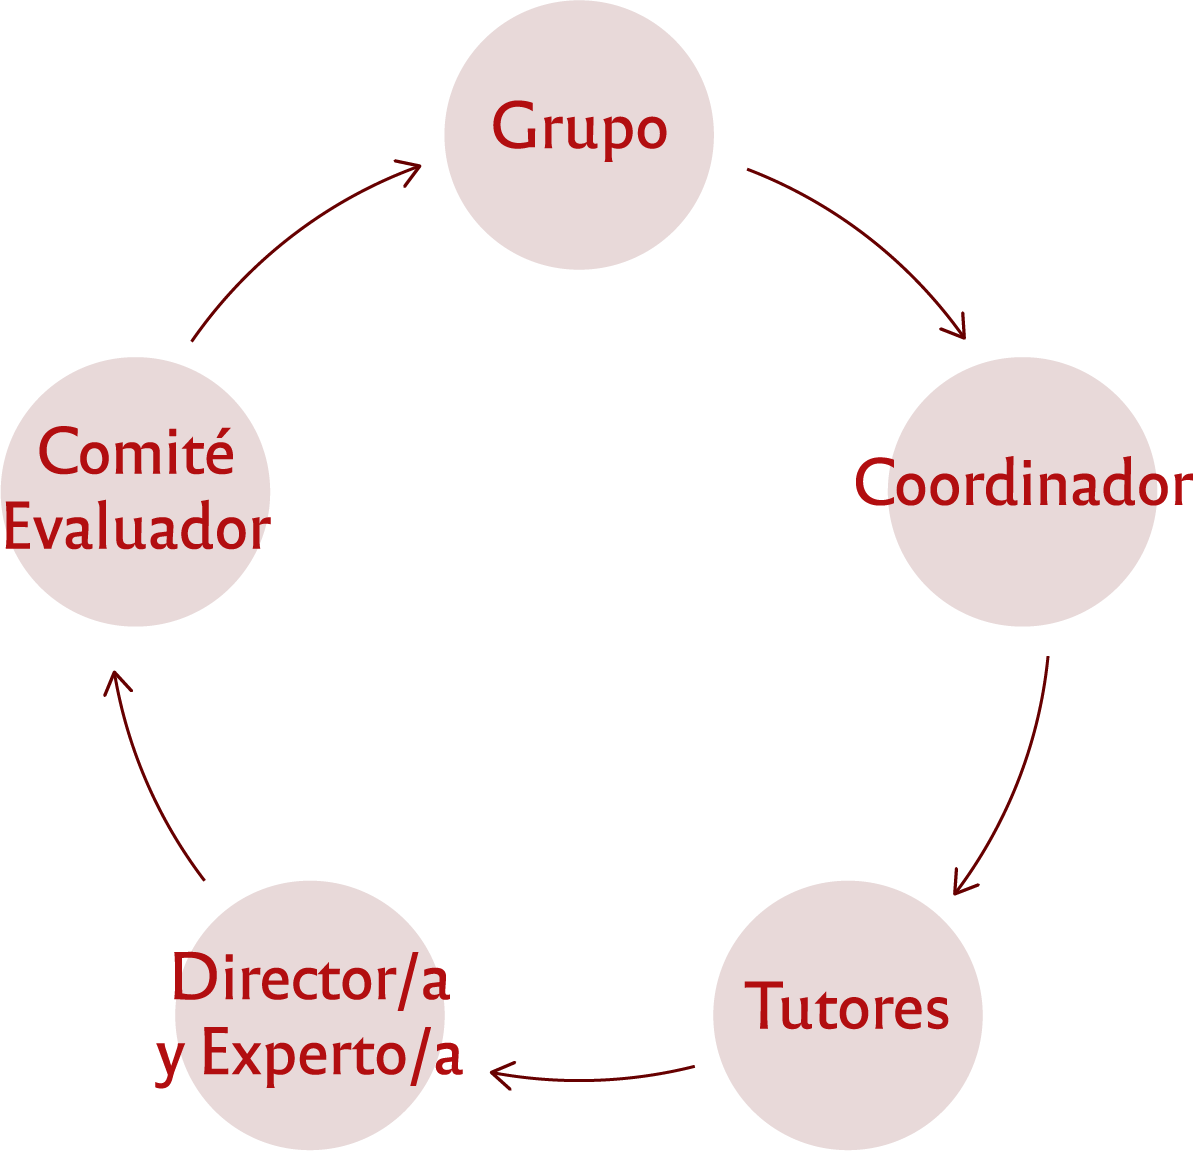 Grupo
Coordinador
Tutores
Director/a
y Experto/a
Comité
Evaluador